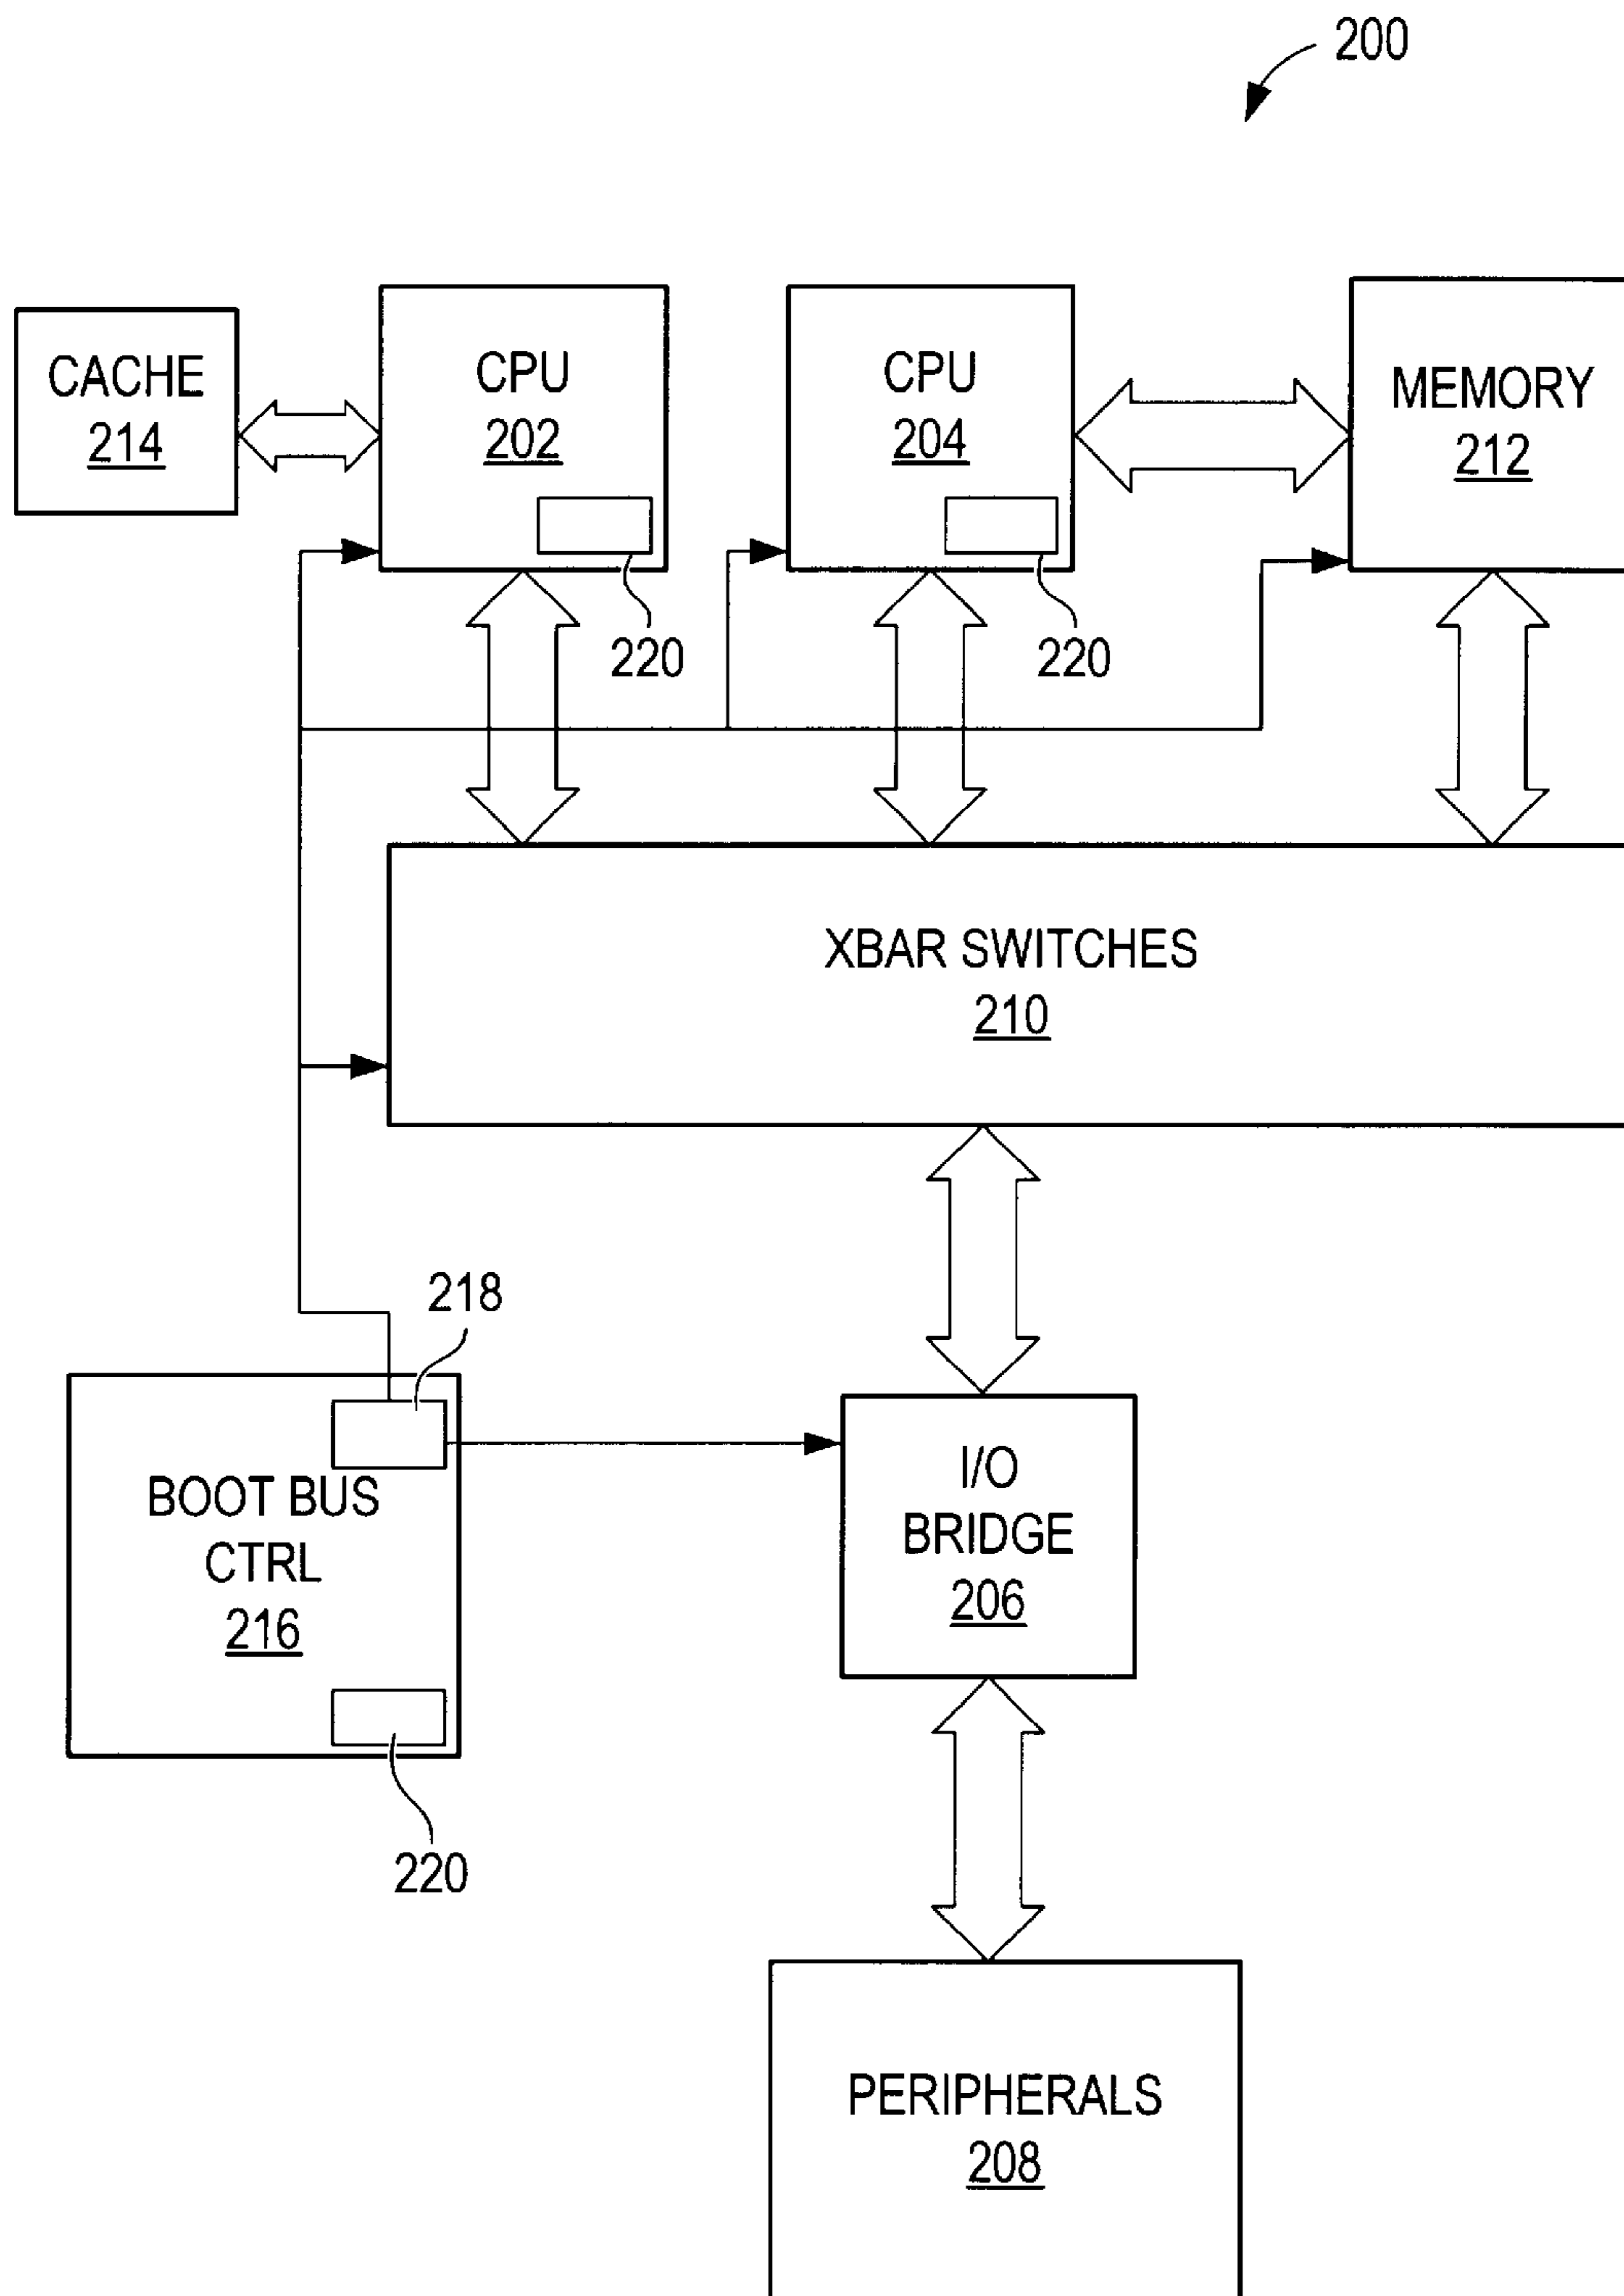 200
CACHE
214
CPU
202
CPU
204
MEMORY
212
220
220
XBAR SWITCHES
210
218
BOOT BUS
CTRL
216
I/O
BRIDGE
206
220
PERIPHERALS
208